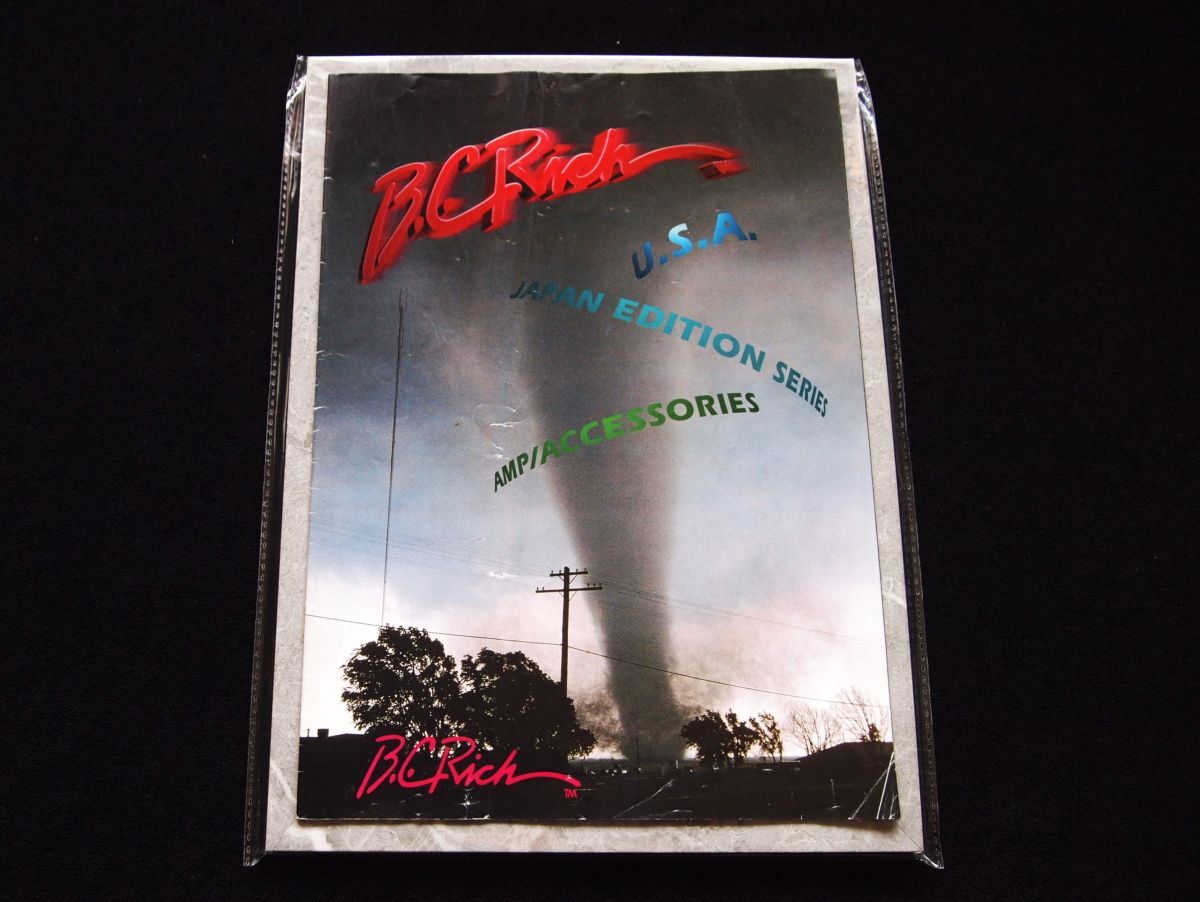 B.C.Rich
U.S.A.
JAPAN EDITION SERIES
AMP/ACCESSORIES
B.C.Rich
TM